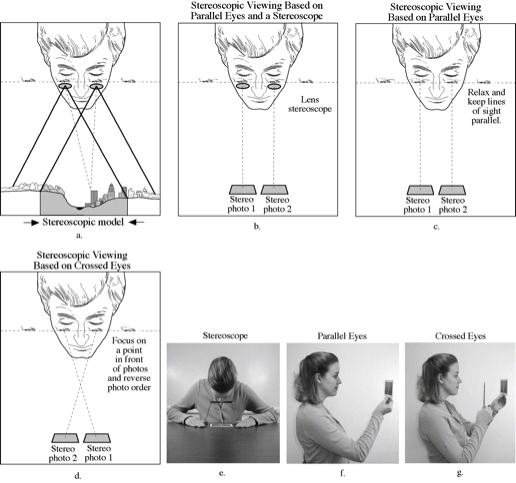 Stereoscopic model
a.
Stereoscopic Viewing Based on
Parallel Eyes and a Stereoscope
Lens
stereoscope
Stereo
photo 1
Stereo
photo 2
b.
Stereoscopic Viewing
Based on Parallel Eyes
Relax and
keep lines
of sight
parallel.
Stereo
photo 1
Stereo
photo 2
c.
Stereoscopic Viewing
Based on Crossed Eyes
Focus on
a point
in front
of photos
and reverse
photo order
Stereo
photo 2
Stereo
photo 1
d.
Stereoscope
e.
Parallel Eyes
f.
Crossed Eyes
g.